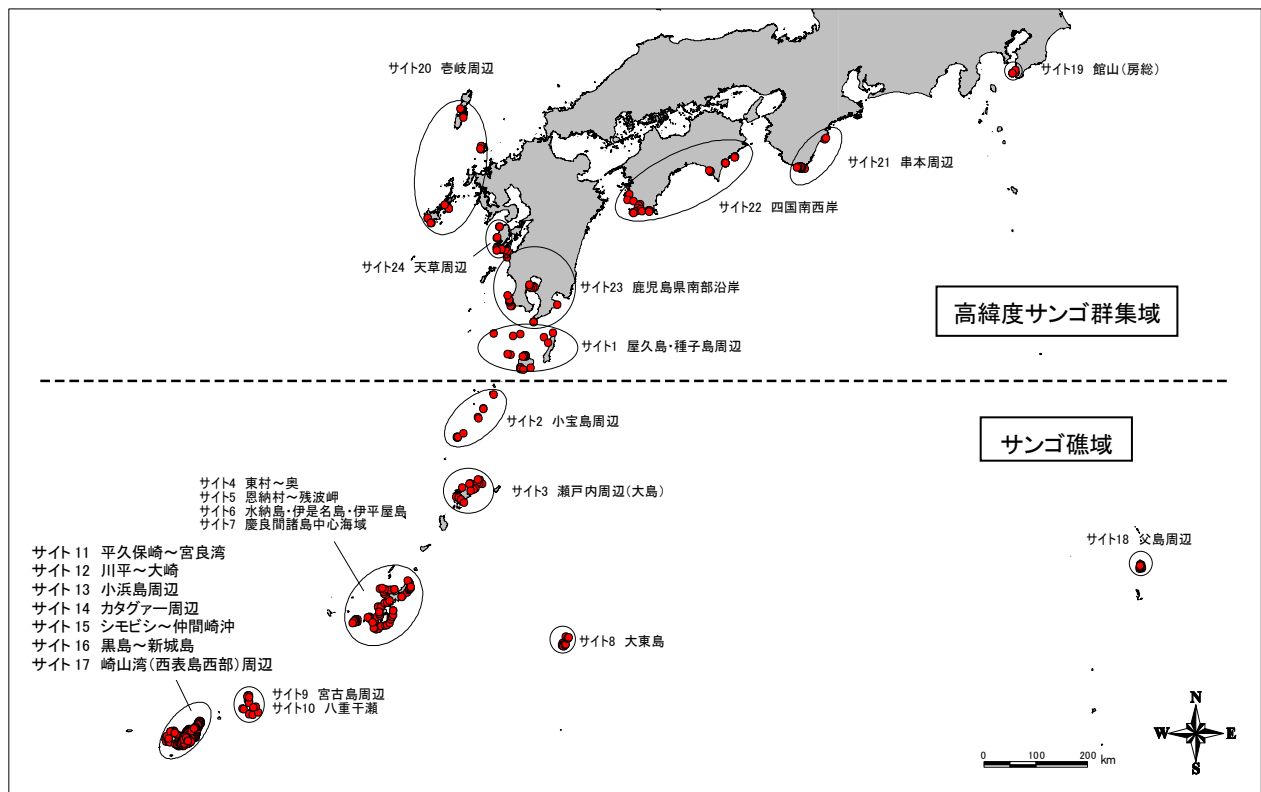 サイト20 壱岐周辺
サイト19 館山(房総)
サイト21 串本周辺
サイト22 四国南西岸
サイト24 天草周辺
サイト23 鹿児島県南部沿岸
高緯度サンゴ群集域
サイト1 屋久島・種子島周辺
サイト2 小宝島周辺
サンゴ礁域
サイト3 瀬戸内周辺(大島)
サイト4 東村～奥
サイト5 恩納村～残波岬
サイト6 水納島・伊是名島・伊平屋島
サイト7 慶良間諸島中心海域
サイト18 父島周辺
サイト 11 平久保崎～宮良湾
サイト 12 川平～大崎
サイト 13 小浜島周辺
サイト 14 カタグァー周辺
サイト 15 シモビシ～仲間崎沖
サイト 16 黒島～新城島
サイト 17 崎山湾(西表島西部)周辺
サイト8 大東島
サイト9 宮古島周辺
サイト10 八重干瀬
N
W E
S
0 100 200 km